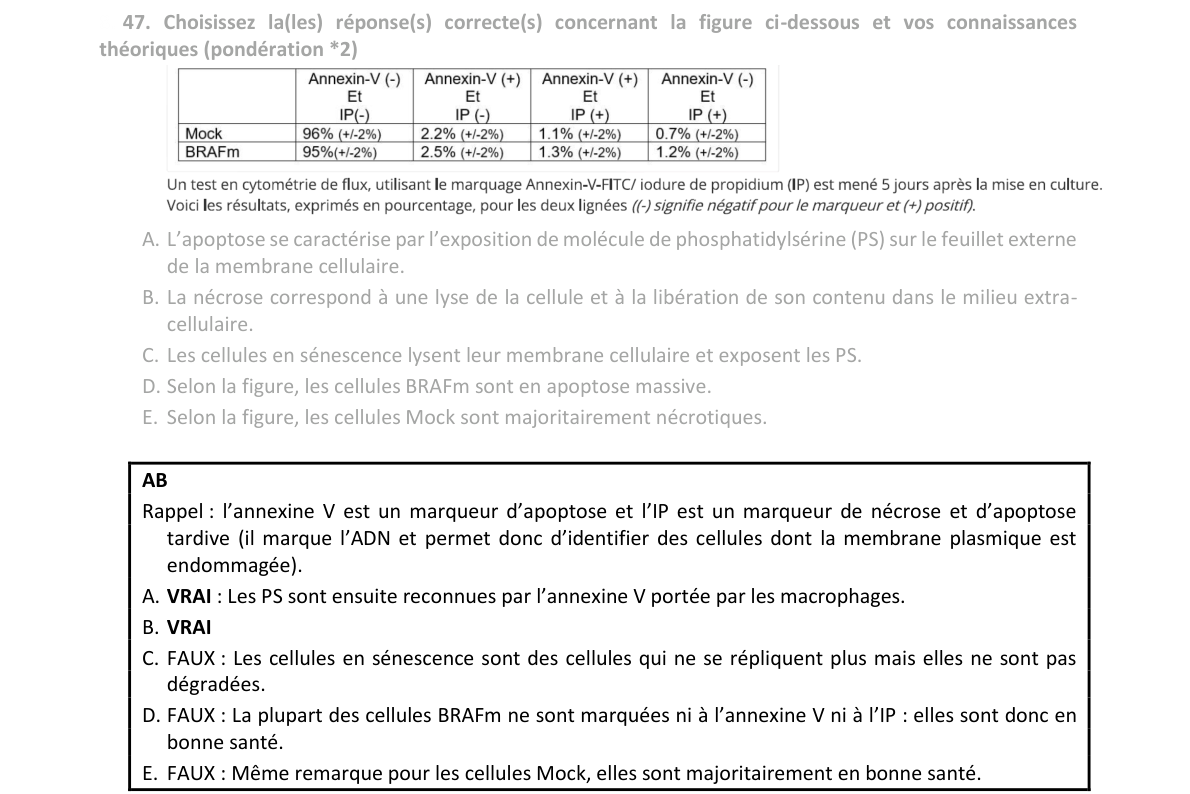 47. Choisissez la(les) réponse(s) correcte(s) concernant la figure ci-dessous et vos connaissances
théoriques (pondération *2)
Annexin-V (-) Annexin-V (+) Annexin-V (+) Annexin-V (-)
Et Et Et Et
IP(-) IP (-) IP (+) IP (+)
Mock 96% (+/-2%) 2.2% (+/-2%) 1.1% (+/-2%) 0.7% (+/-2%)
BRAFm 95%(+/-2%) 2.5% (+/-2%) 1.3% (+/-2%) 1.2% (+/-2%)
Un test en cytométrie de flux, utilisant le marquage Annexin-V-FITC/ iodure de propidium (IP) est mené 5 jours après la mise en culture.
Voici les résultats, exprimés en pourcentage, pour les deux lignées ((-) signifie négatif pour le marqueur et (+) positif).
A. L’apoptose se caractérise par l’exposition de molécule de phosphatidylsérine (PS) sur le feuillet externe
de la membrane cellulaire.
B. La nécrose correspond à une lyse de la cellule et à la libération de son contenu dans le milieu extra-
cellulaire.
C. Les cellules en sénescence lysent leur membrane cellulaire et exposent les PS.
D. Selon la figure, les cellules BRAFm sont en apoptose massive.
E. Selon la figure, les cellules Mock sont majoritairement nécrotiques.
AB
Rappel : l’annexine V est un marqueur d’apoptose et l’IP est un marqueur de nécrose et d’apoptose
tardive (il marque l’ADN et permet donc d’identifier des cellules dont la membrane plasmique est
endommagée).
A. VRAI : Les PS sont ensuite reconnues par l’annexine V portée par les macrophages.
B. VRAI
C. FAUX : Les cellules en sénescence sont des cellules qui ne se répliquent plus mais elles ne sont pas
dégradées.
D. FAUX : La plupart des cellules BRAFm ne sont marquées ni à l’annexine V ni à l’IP : elles sont donc en
bonne santé.
E. FAUX : Même remarque pour les cellules Mock, elles sont majoritairement en bonne santé.